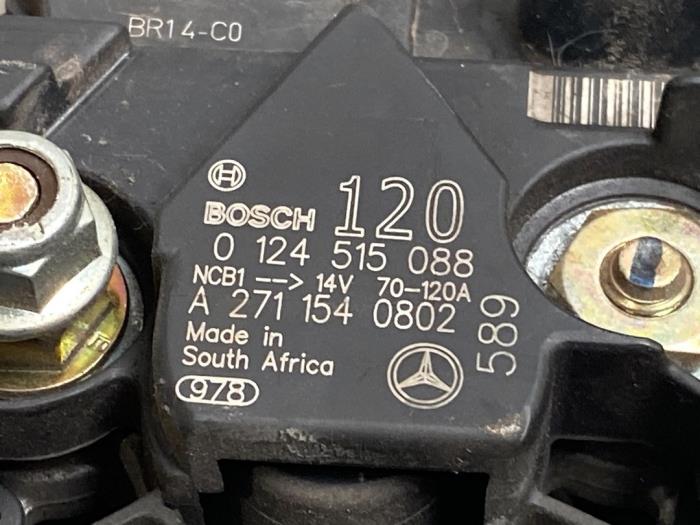 BR14-C0
BOSCH 120
0 124 515 088
NCB1 --> 14V 70-120A
A 271 154 0802
Made in
South Africa
978
589